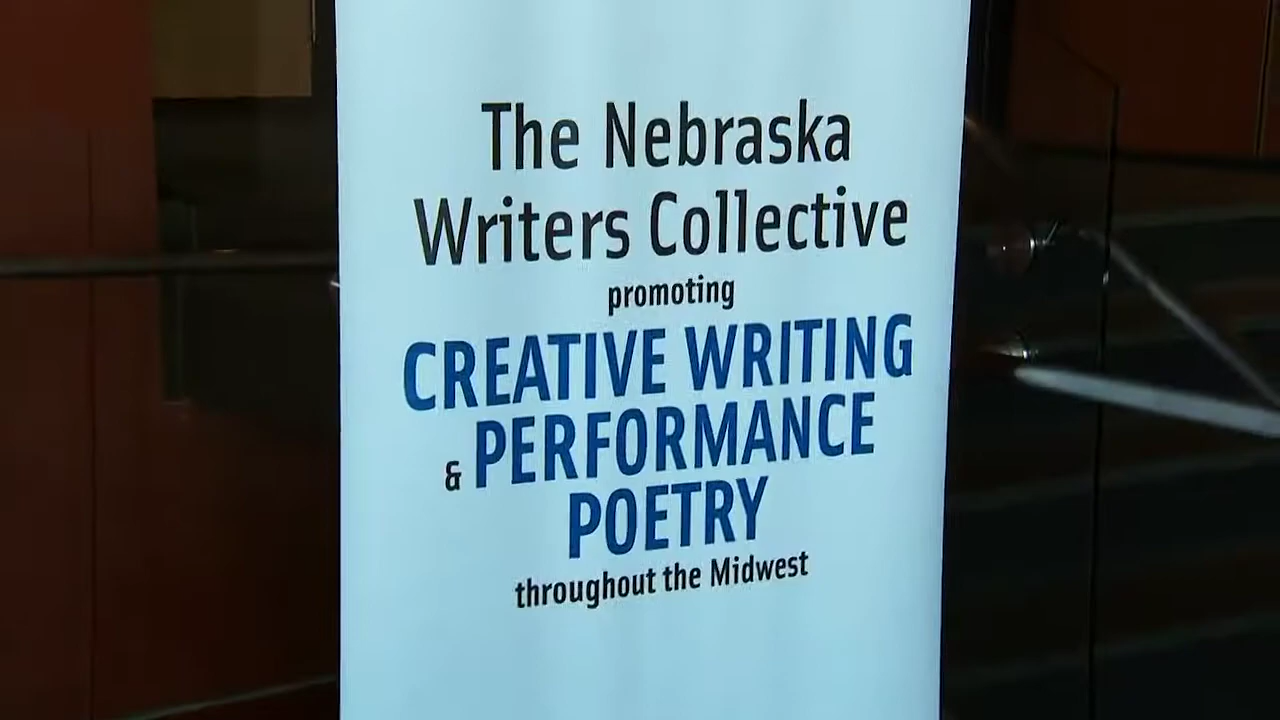 The Nebraska
Writers Collective
promoting
CREATIVE WRITING
& PERFORMANCE
POETRY
throughout the Midwest